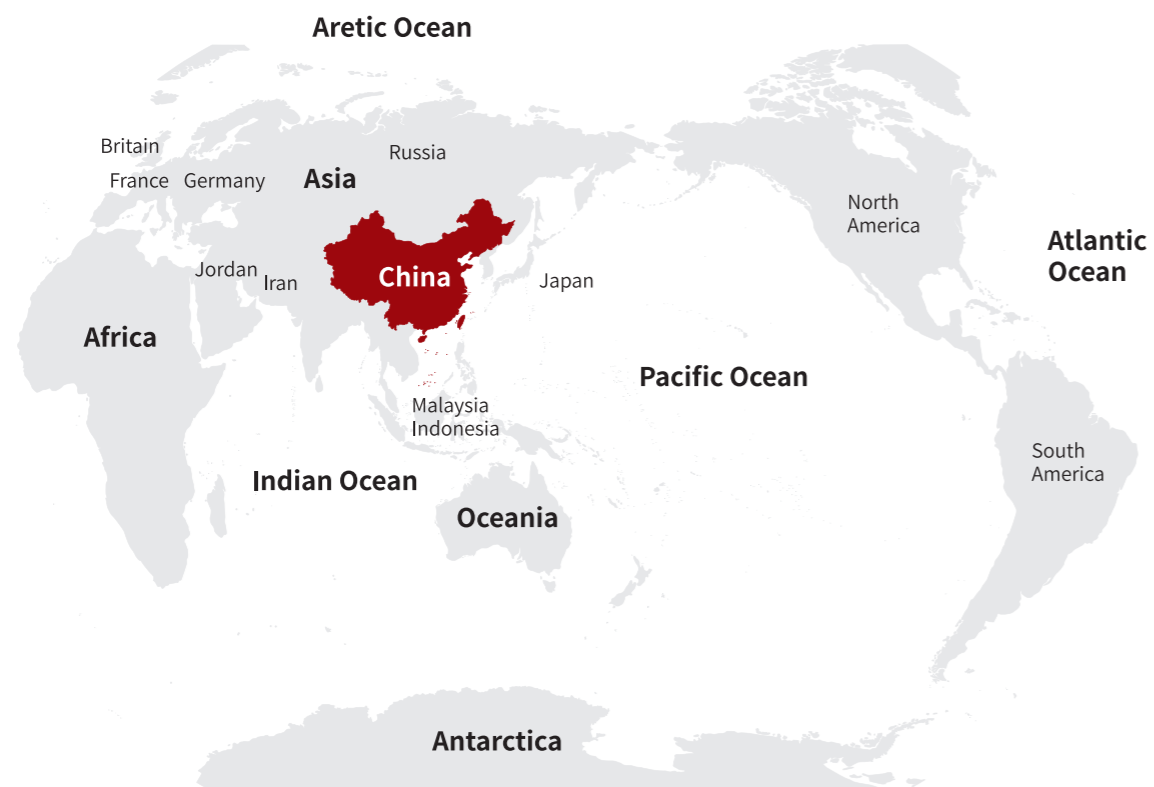 Aretic Ocean
Britain
Russia
France
Germany
Asia
North
America
Atlantic
Ocean
Jordan
Iran
China
Japan
Africa
Pacific Ocean
Malaysia
Indonesia
South
America
Indian Ocean
Oceania
Antarctica